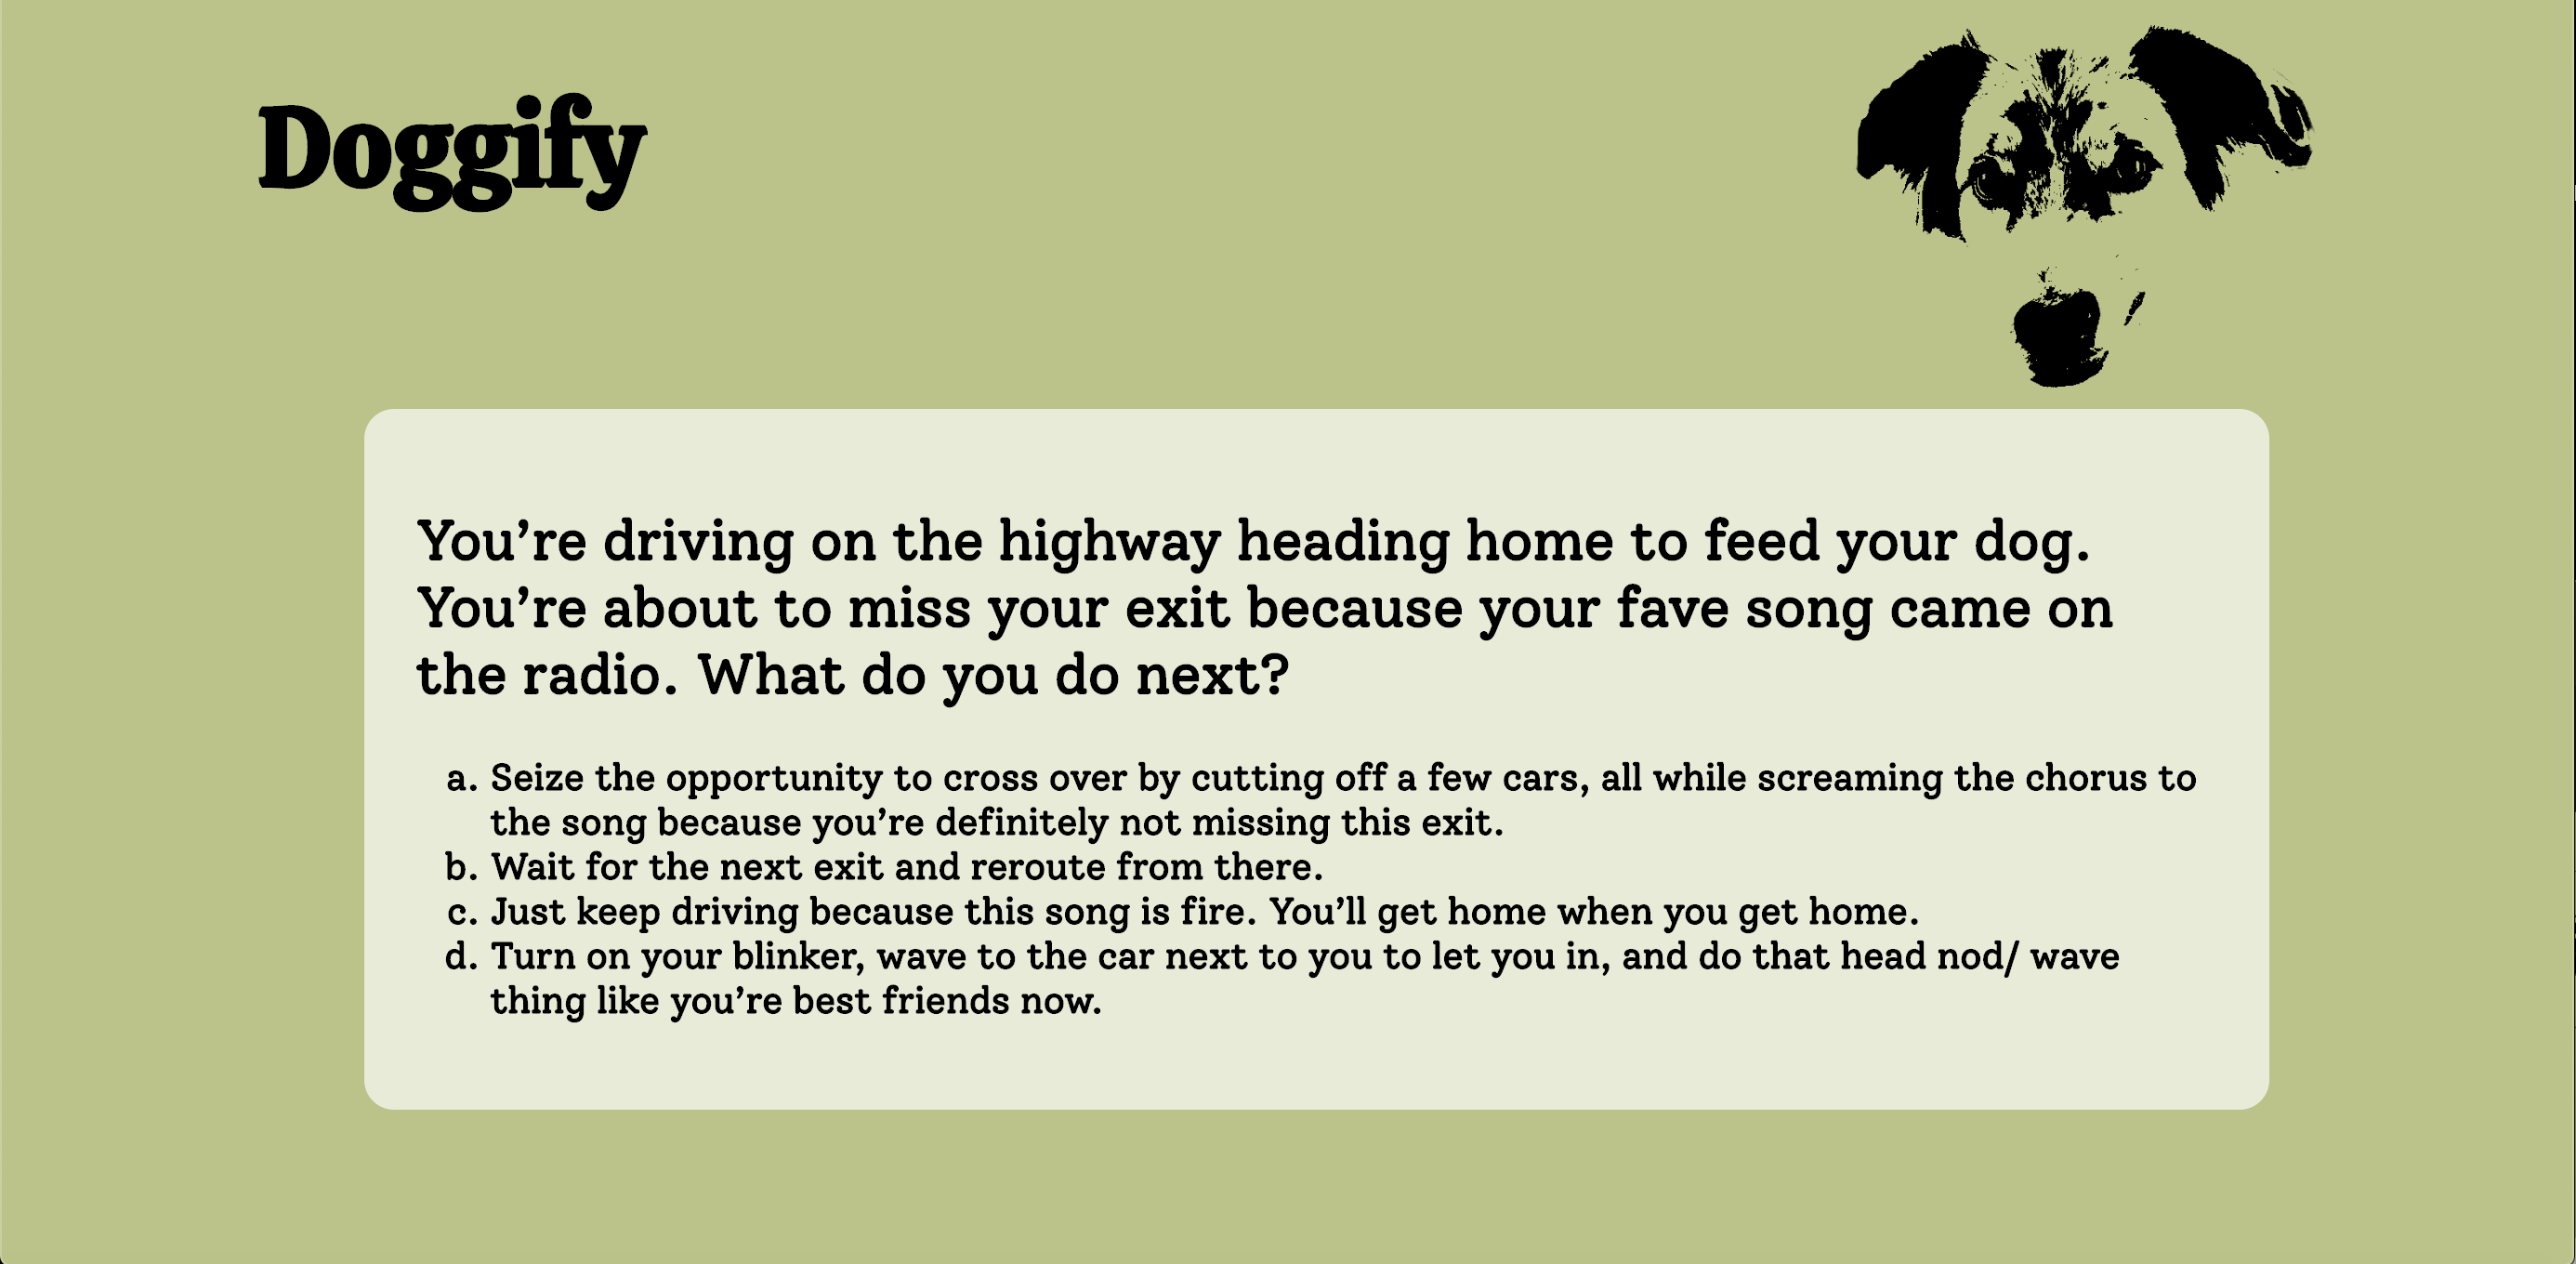 Doggify
You’re driving on the highway heading home to feed your dog.
You’re about to miss your exit because your fave song came on
the radio. What do you do next?
a. Seize the opportunity to cross over by cutting off a few cars, all while screaming the chorus to
the song because you’re definitely not missing this exit.
b. Wait for the next exit and reroute from there.
c. Just keep driving because this song is fire. You’ll get home when you get home.
d. Turn on your blinker, wave to the car next to you to let you in, and do that head nod/ wave
thing like you’re best friends now.